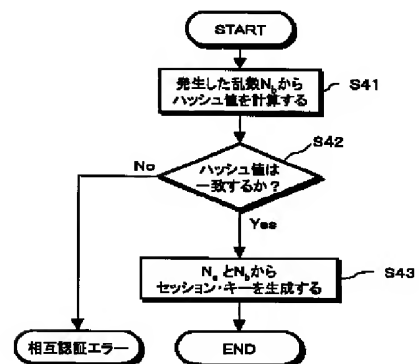 START
発生した乱数Nbから
ハッシュ値を計算する
S41
S42
ハッシュ値は
一致するか？
No
Yes
NaとNbから
セッション・キーを生成する
S43
相互認証エラー
END